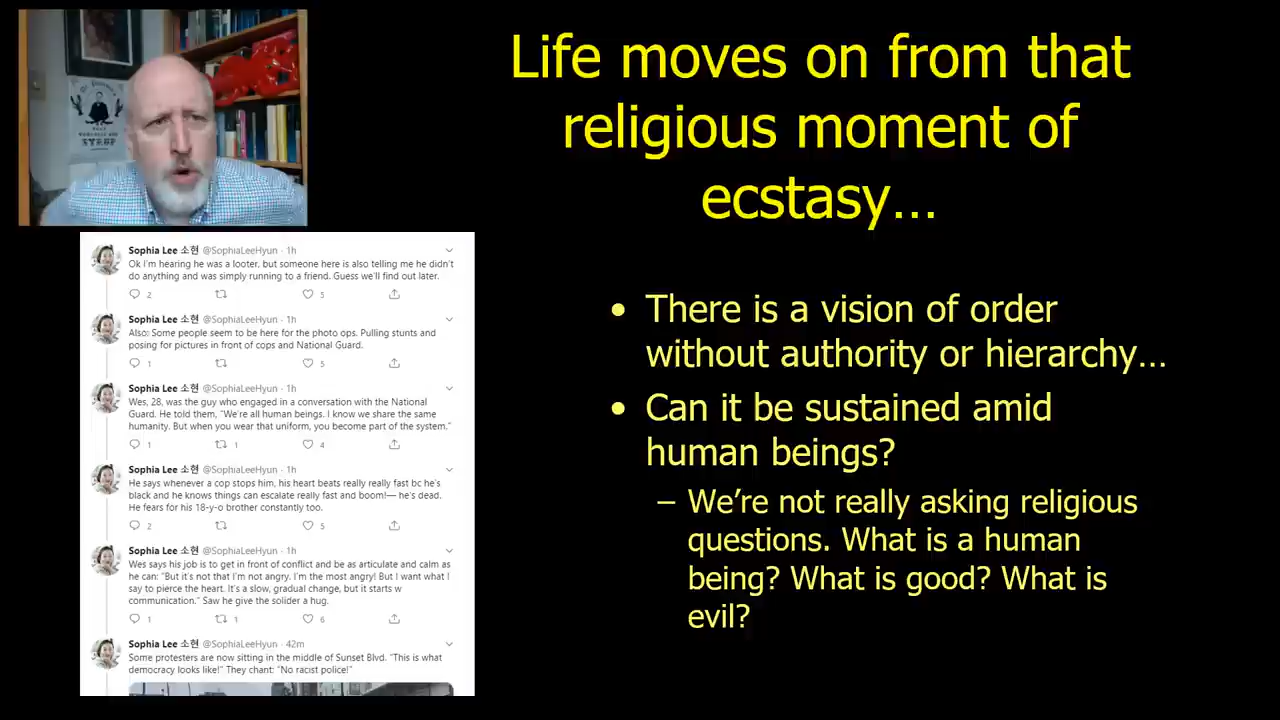 Life moves on from that
religious moment of
ecstasy…
SYRUP
Sophia Lee 소현 @SophiaLeeHyun · 1h
Ok I'm hearing he was a looter, but someone here is also telling me he didn't
do anything and was simply running to a friend. Guess we'll find out later.
2 5
Sophia Lee 소현 @SophiaLeeHyun · 1h
Also: Some people seem to be here for the photo ops. Pulling stunts and
posing for pictures in front of cops and National Guard.
1 5
Sophia Lee 소현 @SophiaLeeHyun · 1h
Wes, 28, was the guy who engaged in a conversation with the National
Guard. He told them, "We're all human beings. I know we share the same
humanity. But when you wear that uniform, you become part of the system."
1 1 4
Sophia Lee 소현 @SophiaLeeHyun · 1h
He says whenever a cop stops him, his heart beats really really fast bc he's
black and he knows things can escalate really fast and boom!— he's dead.
He fears for his 18-y-o brother constantly too.
2 5
Sophia Lee 소현 @SophiaLeeHyun · 1h
Wes says his job is to get in front of conflict and be as articulate and calm as
he can: "But it's not that I'm not angry. I'm the most angry! But I want what I
say to pierce the heart. It's a slow, gradual change, but it starts w
communication." Saw he give the solider a hug.
1 1 6
Sophia Lee 소현 @SophiaLeeHyun · 42m
Some protesters are now sitting in the middle of Sunset Blvd. "This is what
democracy looks like!" They chant: "No racist police!"
• There is a vision of order
without authority or hierarchy…
• Can it be sustained amid
human beings?
– We're not really asking religious
questions. What is a human
being? What is good? What is
evil?